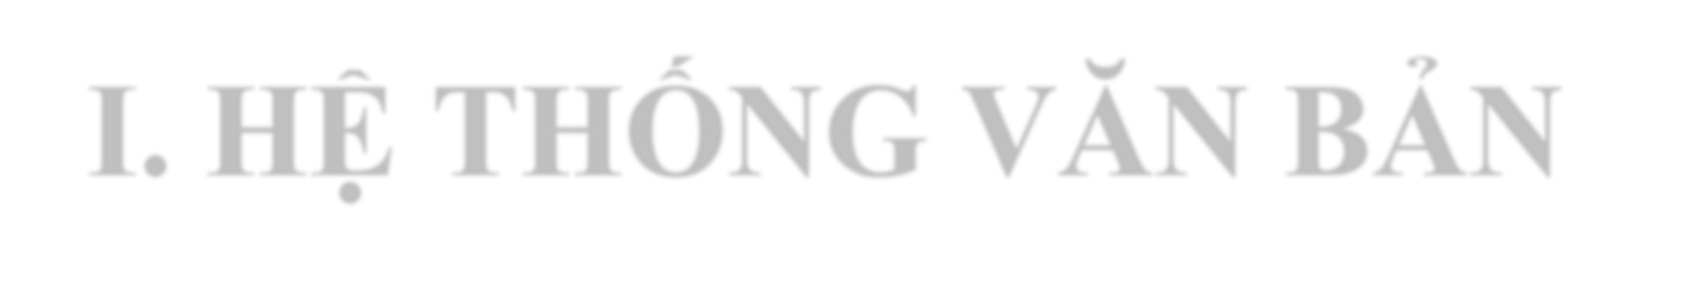 I. HỆ THỐNG VĂN BẢN